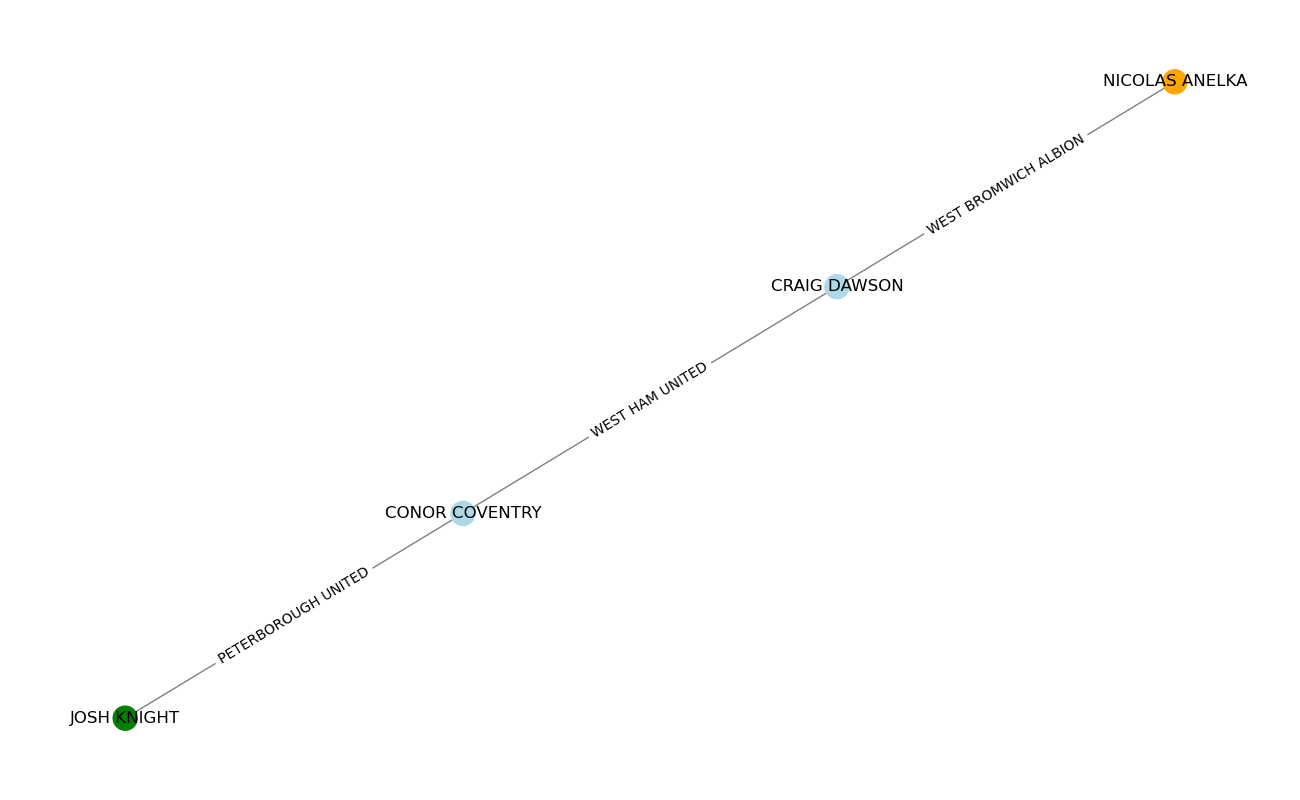 NICOLAS ANELKA
WEST BROMWICH ALBION
CRAIG DAWSON
WEST HAM UNITED
CONOR COVENTRY
PETERBOROUGH UNITED
JOSH KNIGHT